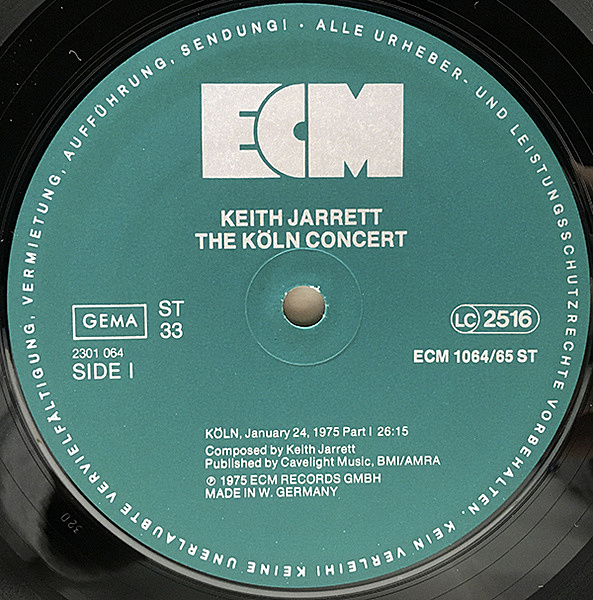 ALLE URHEBER- UND LEISTUNGSSCHUTZRECHTE VORBEHALTEN. KEIN VERLEIH! KEINE UNERLAUBTE VERVIELFÄLTIGUNG, VERMIETUNG, AUFFÜHRUNG, SENDUNG! ·
ECM
KEITH JARRETT
THE KÖLN CONCERT
GEMA
ST
33
LC 2516
2301 064
SIDE I
ECM 1064/65 ST
KÖLN, January 24, 1975 Part I 26:15
Composed by Keith Jarrett
Published by Cavelight Music, BMI/AMRA
℗ 1975 ECM RECORDS GMBH
MADE IN W. GERMANY
320